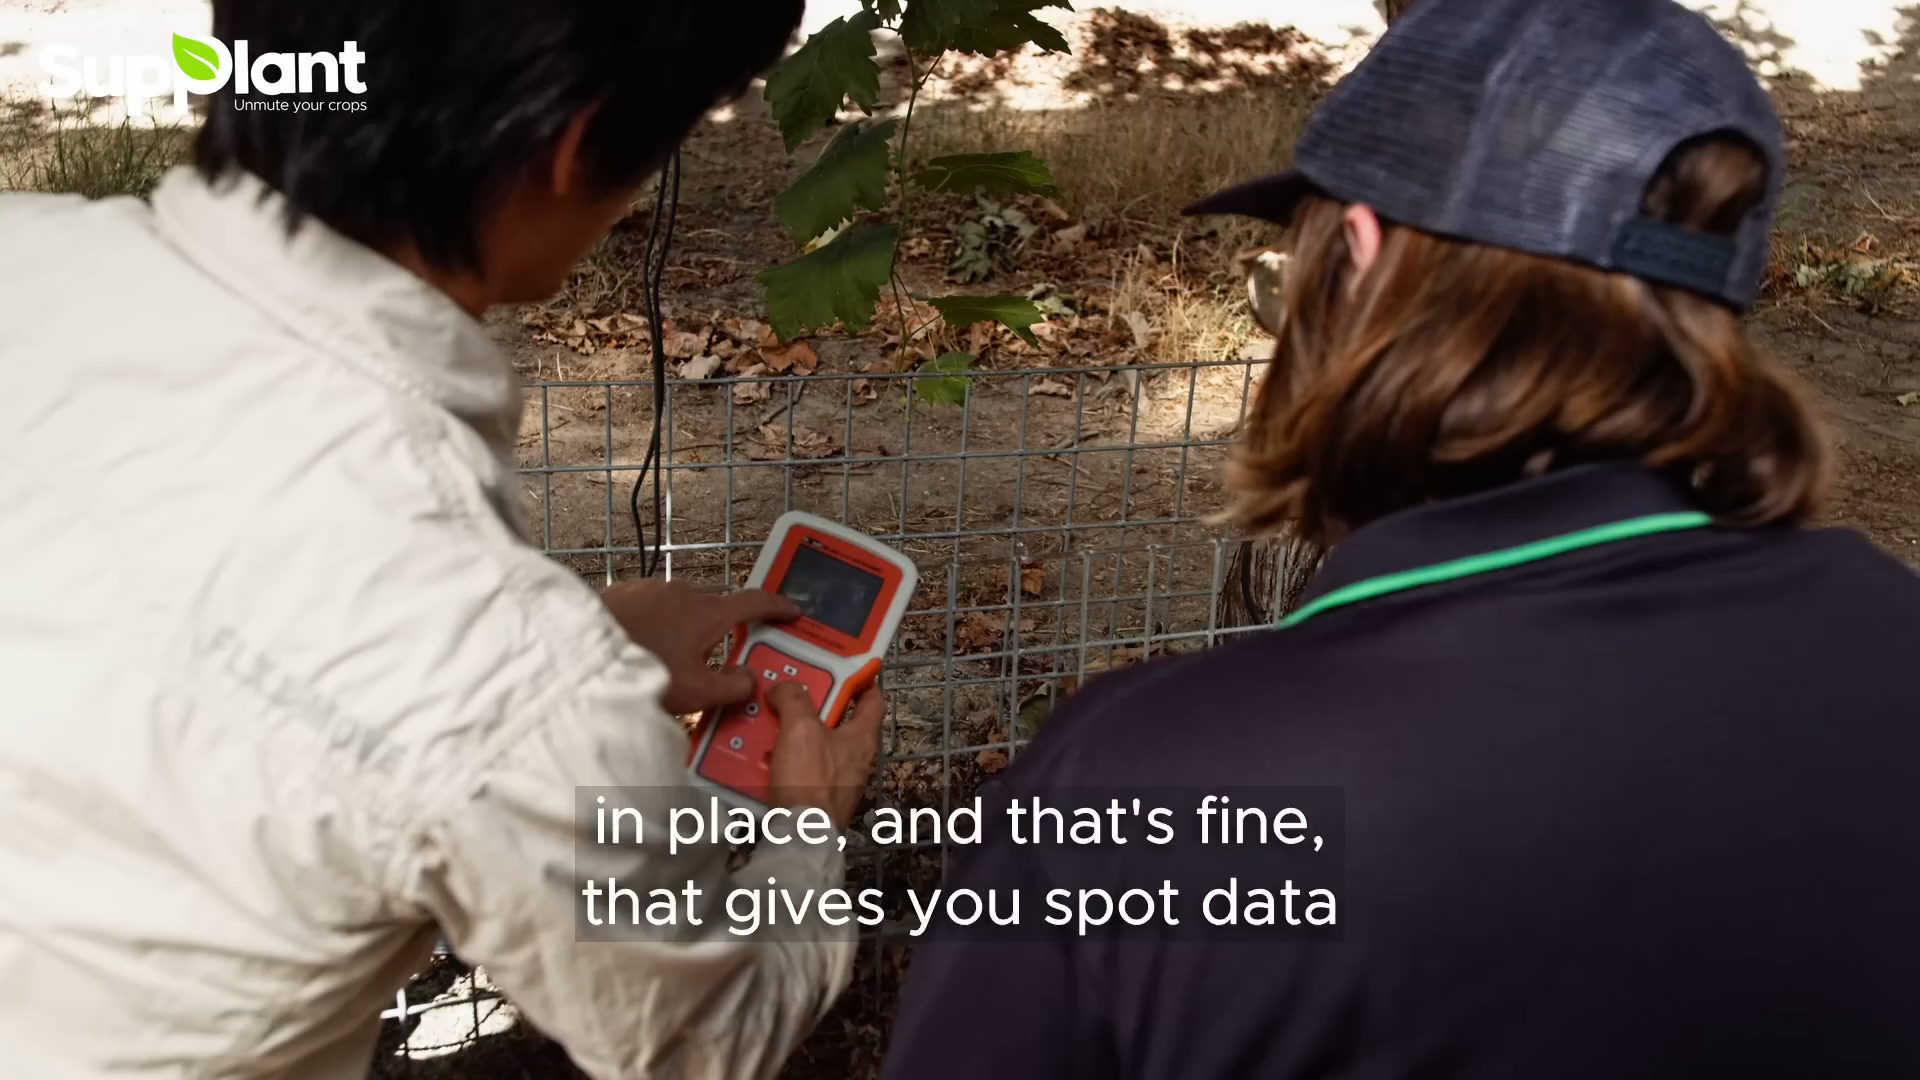 SupPlant
Unmute your crops
in place, and that's fine,
that gives you spot data